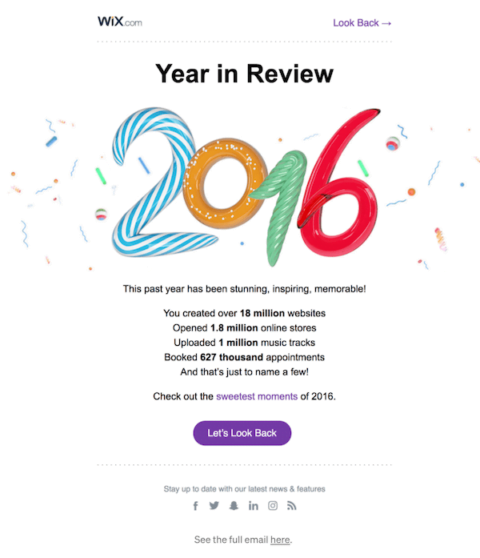 WiX.com
Look Back →
Year in Review
2016
This past year has been stunning, inspiring, memorable!
You created over 18 million websites
Opened 1.8 million online stores
Uploaded 1 million music tracks
Booked 627 thousand appointments
And that's just to name a few!
Check out the sweetest moments of 2016.
Let's Look Back
Stay up to date with our latest news & features
See the full email here.